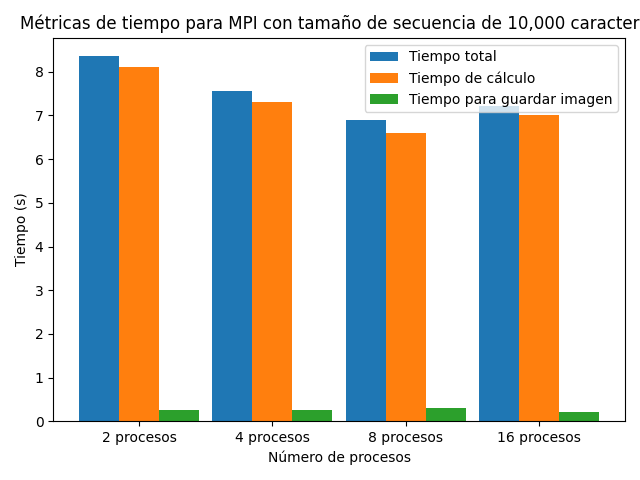 Métricas de tiempo para MPI con tamaño de secuencia de 10,000 caracter
Tiempo total
Tiempo de cálculo
Tiempo para guardar imagen
Tiempo (s)
8
7
6
5
4
3
2
1
0
2 procesos
4 procesos
8 procesos
16 procesos
Número de procesos